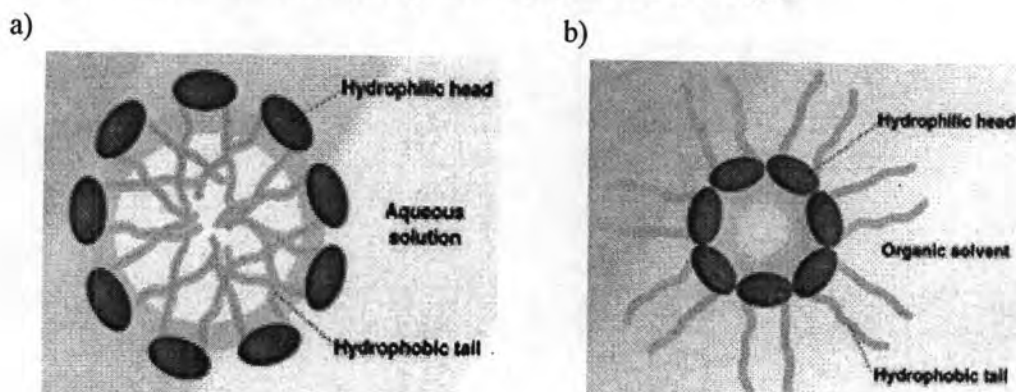 a)
Hydrophilic head
Aqueous
solution
Hydrophobic tail
b)
Hydrophilic head
Organic solvent
Hydrophobic tail